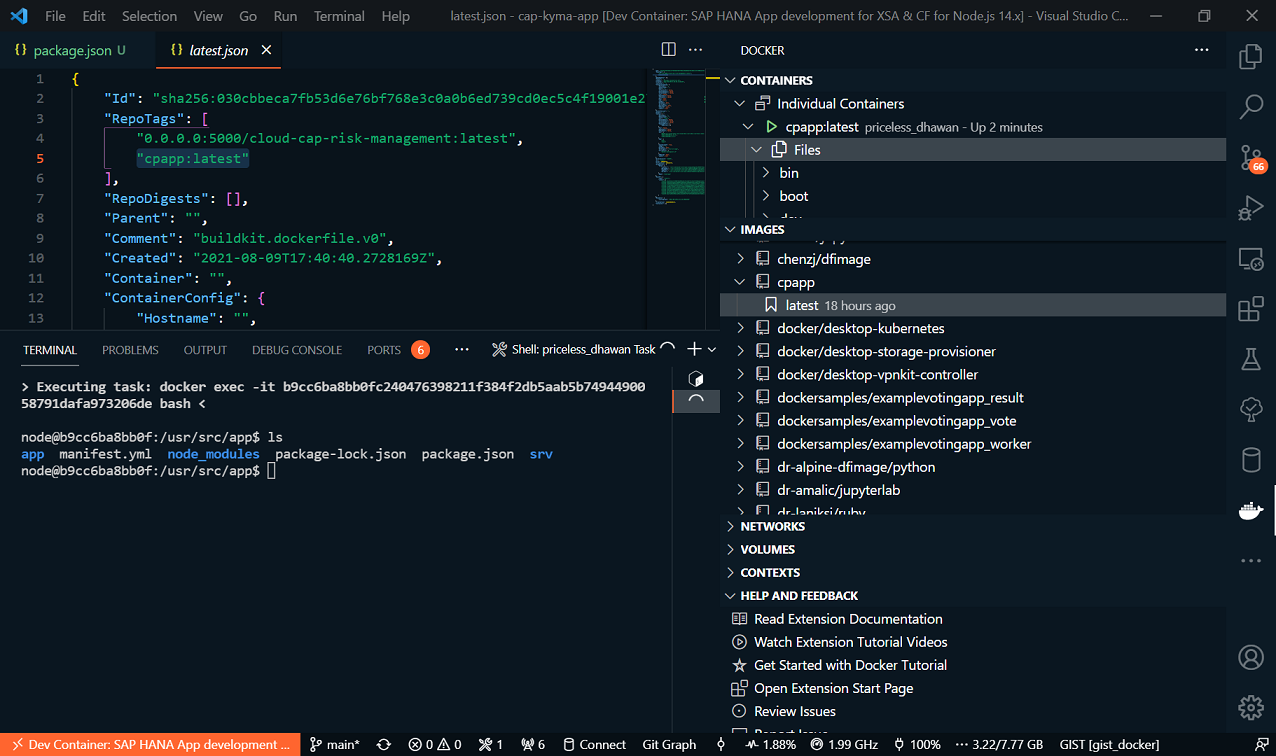 File Edit Selection View Go Run Terminal Help latest.json - cap-kyma-app [Dev Container: SAP HANA App development for XSA & CF for Node.js 14.x] - Visual Studio C...
{} package.json U {} latest.json
1 {
2 "Id": "sha256:030cbbeca7fb53d6e76bf768e3c0a0b6ed739cd0ec5c4f19001e2
3 "RepoTags": [
4 "0.0.0.0:5000/cloud-cap-risk-management:latest",
5 "cpapp:latest"
6 ],
7 "RepoDigests": [],
8 "Parent": "",
9 "Comment": "buildkit.dockerfile.v0",
10 "Created": "2021-08-09T17:40:40.2728169Z",
11 "Container": "",
12 "ContainerConfig": {
13 "Hostname": "",
TERMINAL PROBLEMS OUTPUT DEBUG CONSOLE PORTS 6 ... Shell: priceless_dhawan Task
> Executing task: docker exec -it b9cc6ba8bb0fc240476398211f384f2db5aab5b74944900
58791dafa973206de bash <
node@b9cc6ba8bb0f:/usr/src/app$ ls
app manifest.yml node_modules package-lock.json package.json srv
node@b9cc6ba8bb0f:/usr/src/app$
DOCKER
CONTAINERS
Individual Containers
cpapp:latest priceless_dhawan - Up 2 minutes
Files
bin
boot
dev
IMAGES
chenzj/dfimage
cpapp
latest 18 hours ago
docker/desktop-kubernetes
docker/desktop-storage-provisioner
docker/desktop-vpnkit-controller
dockersamples/examplevotingapp_result
dockersamples/examplevotingapp_vote
dockersamples/examplevotingapp_worker
dr-alpine-dfimage/python
dr-amalic/jupyterlab
dr-laniksj/ruby
NETWORKS
VOLUMES
CONTEXTS
HELP AND FEEDBACK
Read Extension Documentation
Watch Extension Tutorial Videos
Get Started with Docker Tutorial
Open Extension Start Page
Review Issues
Report Issue
66
Dev Container: SAP HANA App development ... main* 0 0 1 6 Connect Git Graph 1.88% 1.99 GHz 100% 3.22/7.77 GB GIST [gist_docker]